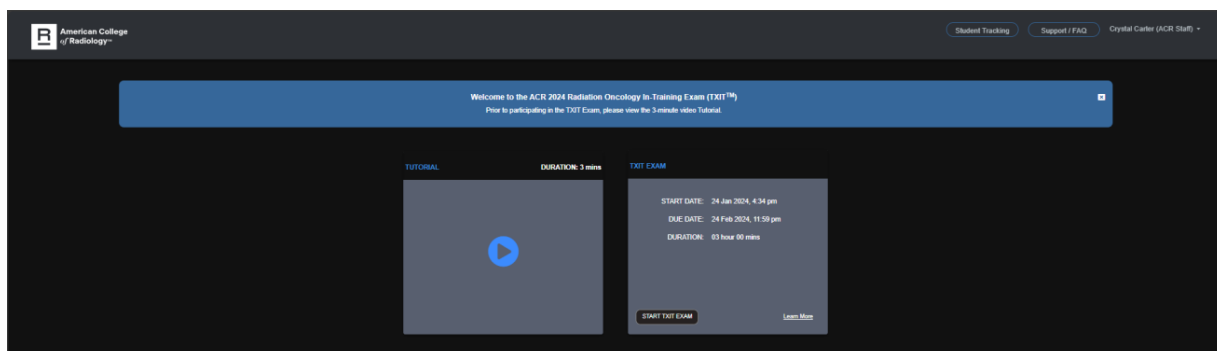 American College
of Radiology™
Student Tracking
Support / FAQ
Crystal Carter (ACR Staff)
Welcome to the ACR 2024 Radiation Oncology In-Training Exam (TXIT™)
Prior to participating in the TXIT Exam, please view the 3-minute video Tutorial.
TUTORIAL
DURATION: 3 mins
TXIT EXAM
START DATE: 24 Jan 2024, 4:34 pm
DUE DATE: 24 Feb 2024, 11:59 pm
DURATION: 03 hour 00 mins
START TXIT EXAM
Learn More